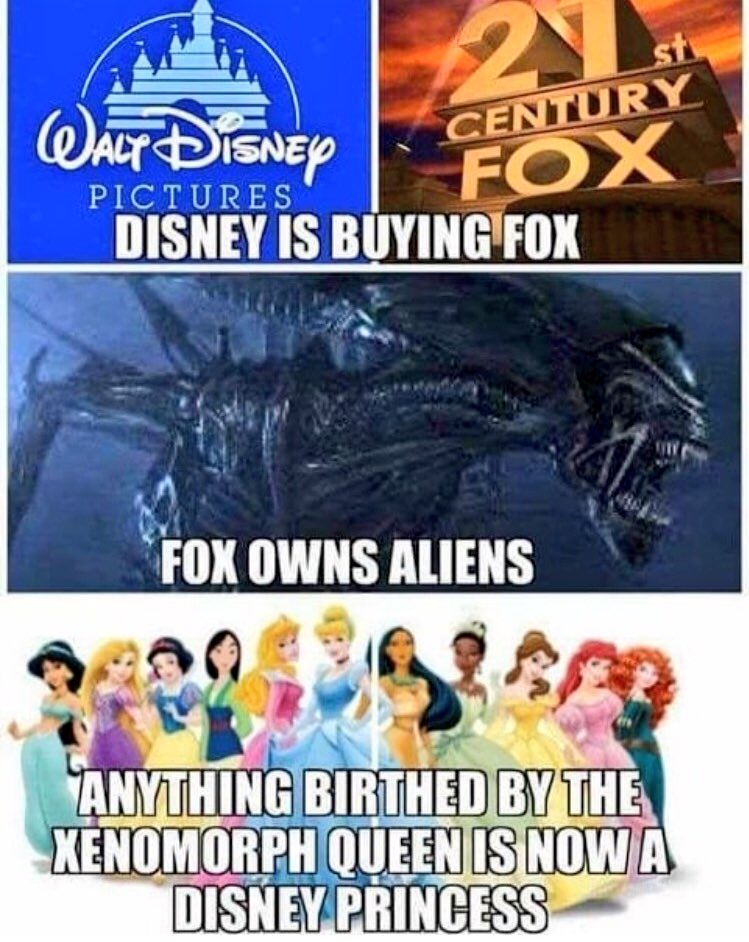 WALT DISNEY
PICTURES
21st
CENTURY
FOX
DISNEY IS BUYING FOX
FOX OWNS ALIENS
ANYTHING BIRTHED BY THE
XENOMORPH QUEEN IS NOW A
DISNEY PRINCESS